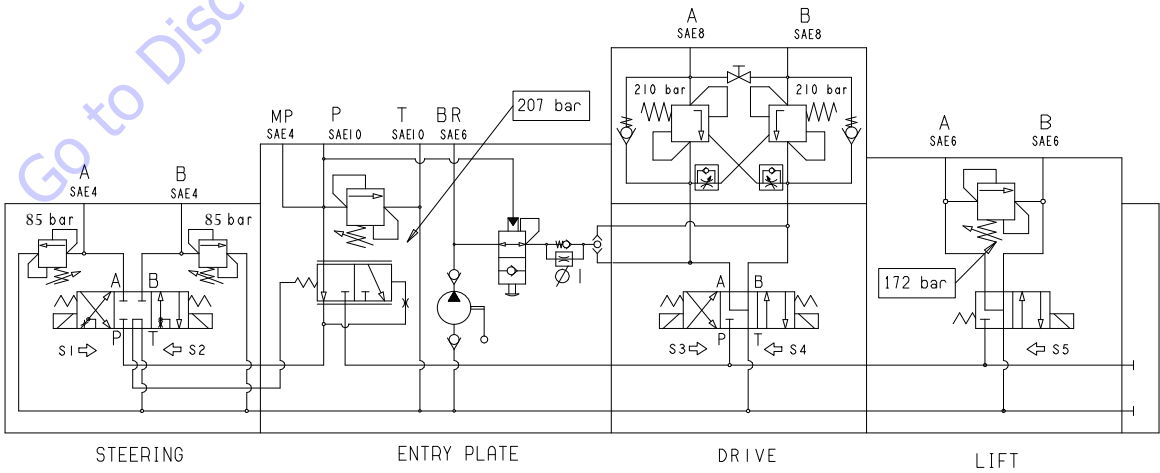 Go to Disc
A
SAE8
B
SAE8
210 bar
210 bar
207 bar
MP
SAE4
P
SAE10
T
SAE10
BR
SAE6
A
SAE6
B
SAE6
A
SAE4
B
SAE4
85 bar
85 bar
172 bar
A
B
P
T
S1
S2
1
A
B
P
T
S3
S4
S5
STEERING
ENTRY PLATE
DRIVE
LIFT